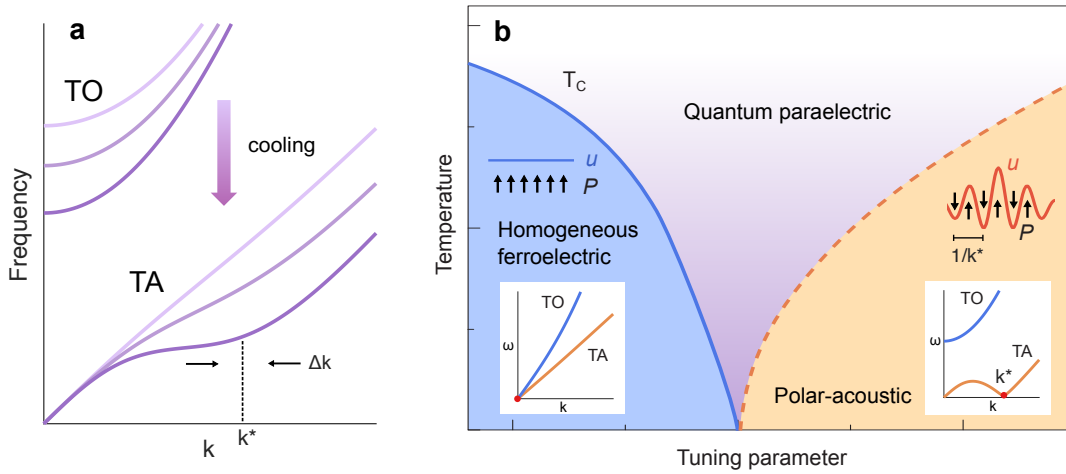 a
TO
cooling
TA
Frequency
Δk
k
k*
b
T_C
Quantum paraelectric
u
P
Homogeneous
ferroelectric
TO
TA
ω
k
u
P
1/k*
TO
TA
ω
k*
k
Polar-acoustic
Temperature
Tuning parameter